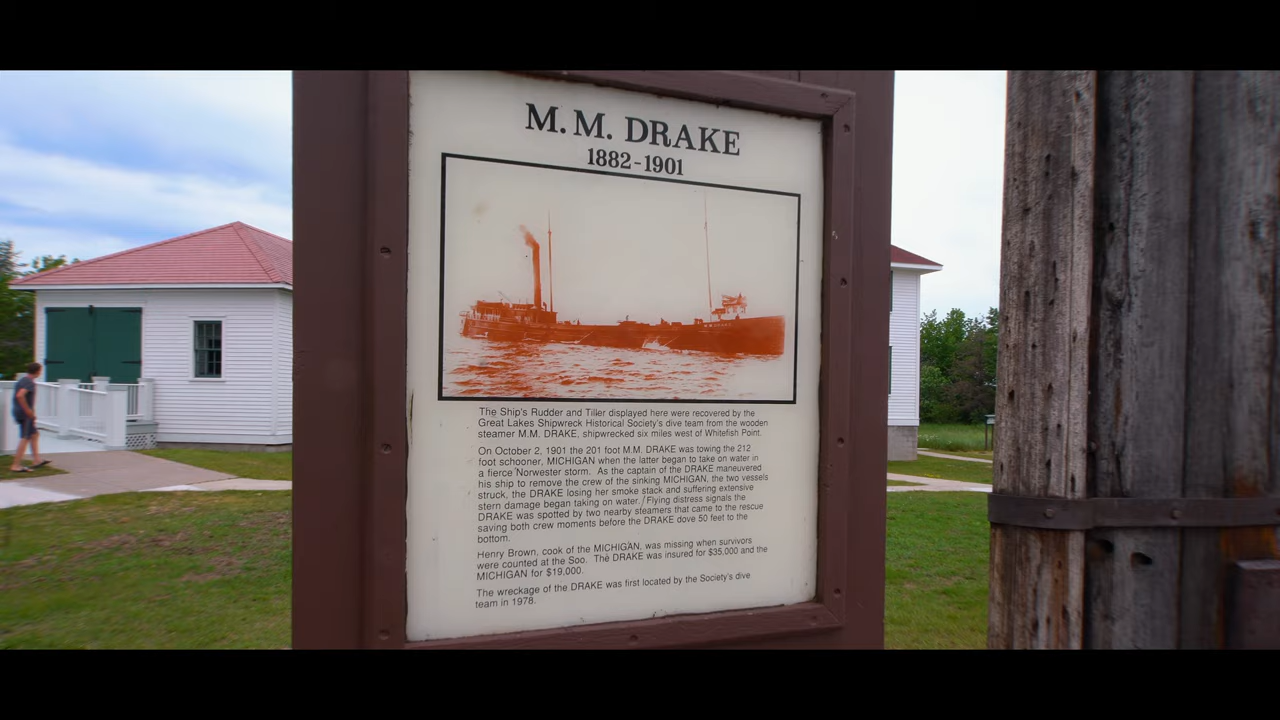 M. M. DRAKE
1882-1901
The Ship's Rudder and Tiller displayed here were recovered by the
Great Lakes Shipwreck Historical Society's dive team from the wooden
steamer M.M. DRAKE, shipwrecked six miles west of Whitefish Point.
On October 2, 1901 the 201 foot M.M. DRAKE was towing the 212
foot schooner, MICHIGAN when the latter began to take on water in
a fierce Norwester storm. As the captain of the DRAKE maneuvered
his ship to remove the crew of the sinking MICHIGAN, the two vessels
struck, the DRAKE losing her smoke stack and suffering extensive
stern damage began taking on water. Flying distress signals the
DRAKE was spotted by two nearby steamers that came to the rescue
saving both crew moments before the DRAKE dove 50 feet to the
bottom.
Henry Brown, cook of the MICHIGAN, was missing when survivors
were counted at the Soo. The DRAKE was insured for $35,000 and the
MICHIGAN for $19,000.
The wreckage of the DRAKE was first located by the Society's dive
team in 1978.